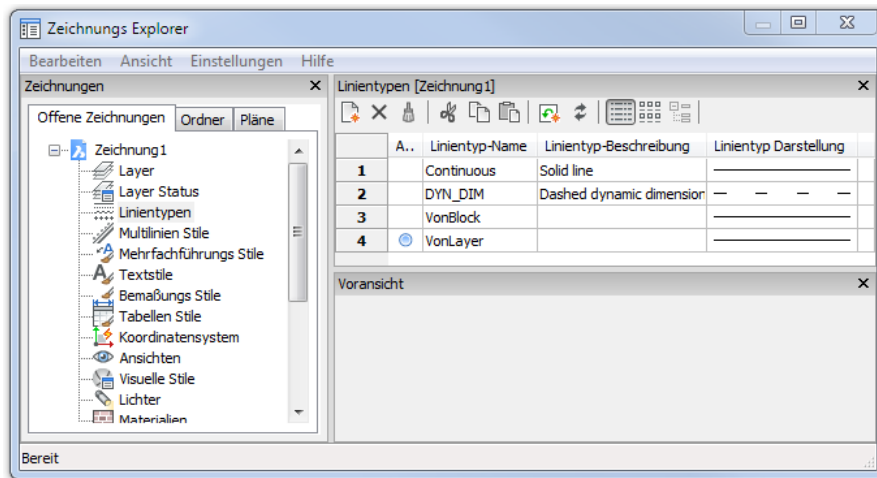 Zeichnungs Explorer
Bearbeiten Ansicht Einstellungen Hilfe
Zeichnungen
Offene Zeichnungen Ordner Pläne
Zeichnung1
Layer
Layer Status
Linientypen
Multilinien Stile
Mehrfachführungs Stile
Textstile
Bemaßungs Stile
Tabellen Stile
Koordinatensystem
Ansichten
Visuelle Stile
Lichter
Materialien
Linientypen [Zeichnung1]
A.. Linientyp-Name Linientyp-Beschreibung Linientyp Darstellung
1 Continuous Solid line
2 DYN_DIM Dashed dynamic dimension
3 VonBlock
4 VonLayer
Voransicht
Bereit